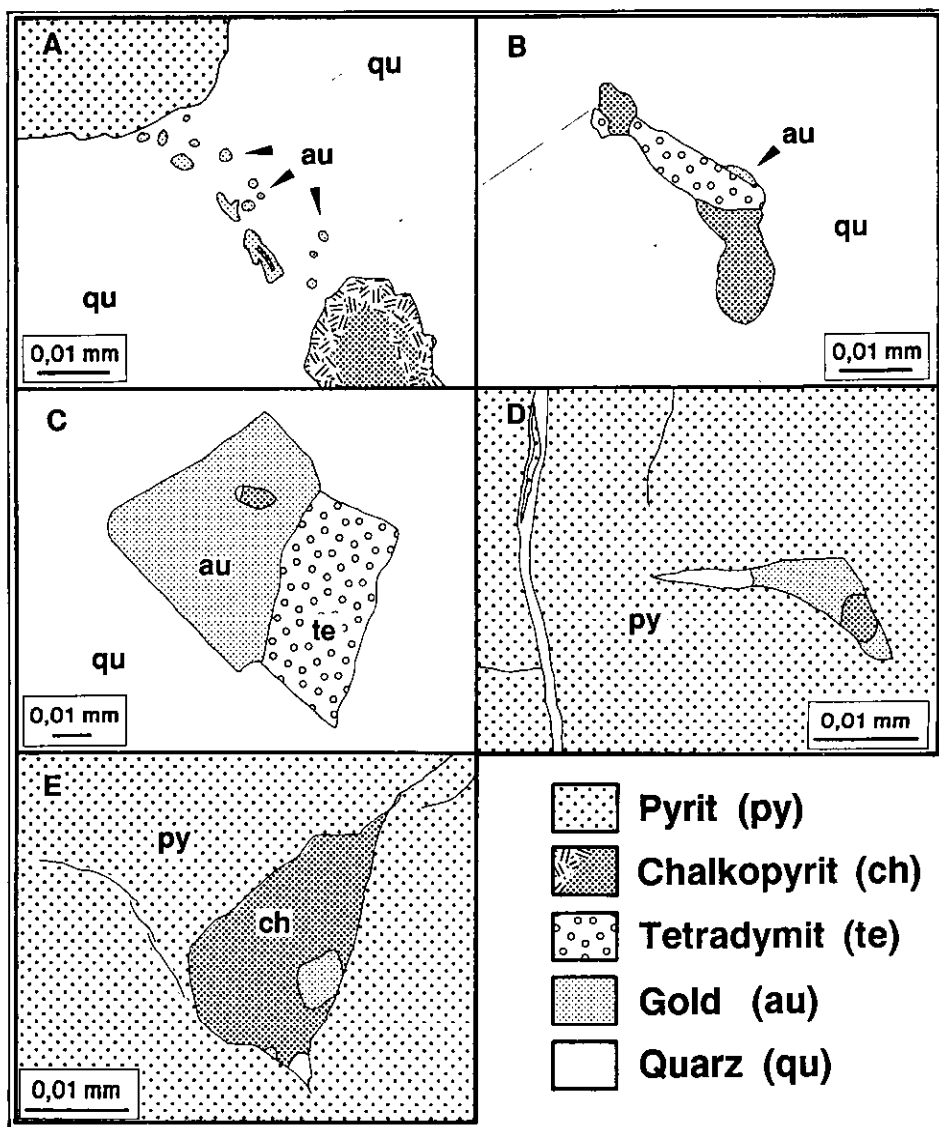 A
qu
au
qu
0,01 mm
B
au
qu
0,01 mm
C
au
te
qu
0,01 mm
D
py
0,01 mm
E
py
ch
0,01 mm
Pyrit (py)
Chalkopyrit (ch)
Tetradymit (te)
Gold (au)
Quarz (qu)